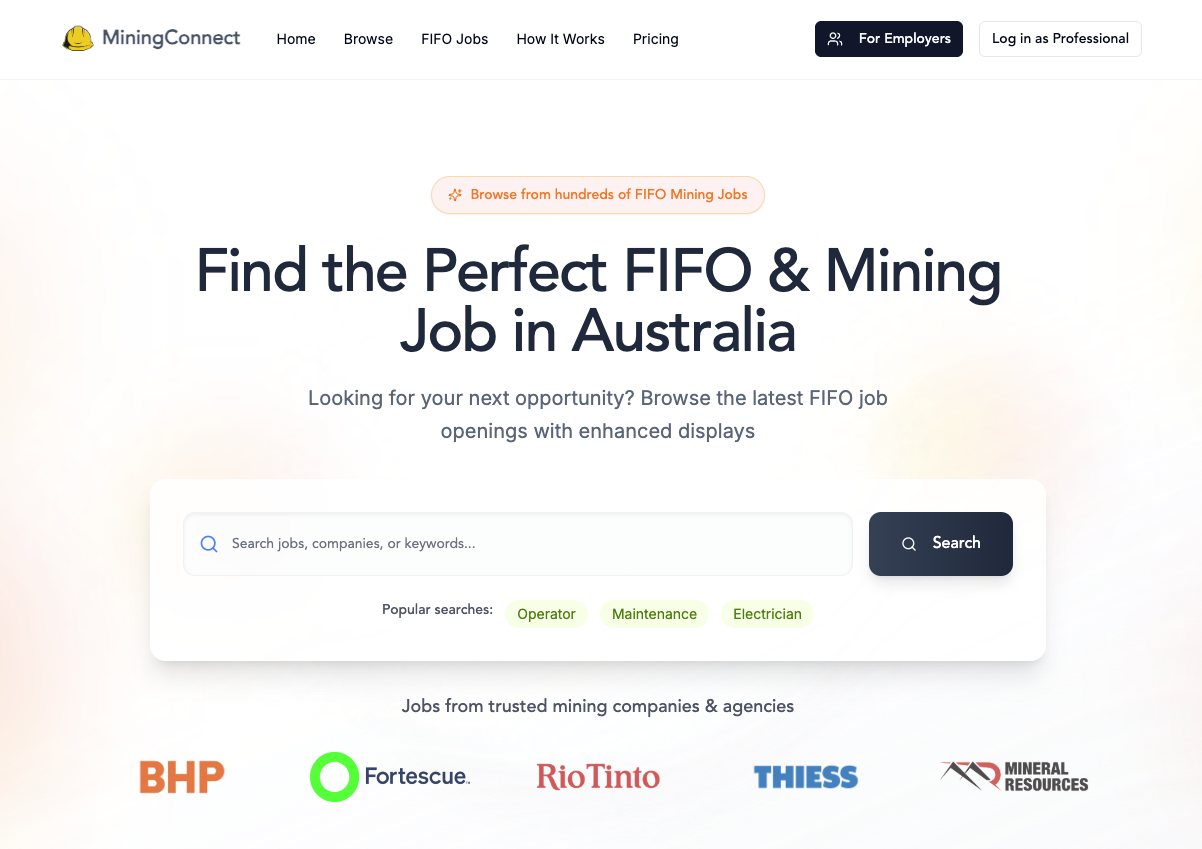 MiningConnect
Home
Browse
FIFO Jobs
How It Works
Pricing
For Employers
Log in as Professional
Browse from hundreds of FIFO Mining Jobs
Find the Perfect FIFO & Mining
Job in Australia
Looking for your next opportunity? Browse the latest FIFO job
openings with enhanced displays
Search jobs, companies, or keywords...
Search
Popular searches:
Operator
Maintenance
Electrician
Jobs from trusted mining companies & agencies
BHP
Fortescue.
RioTinto
THIESS
MINERAL
RESOURCES